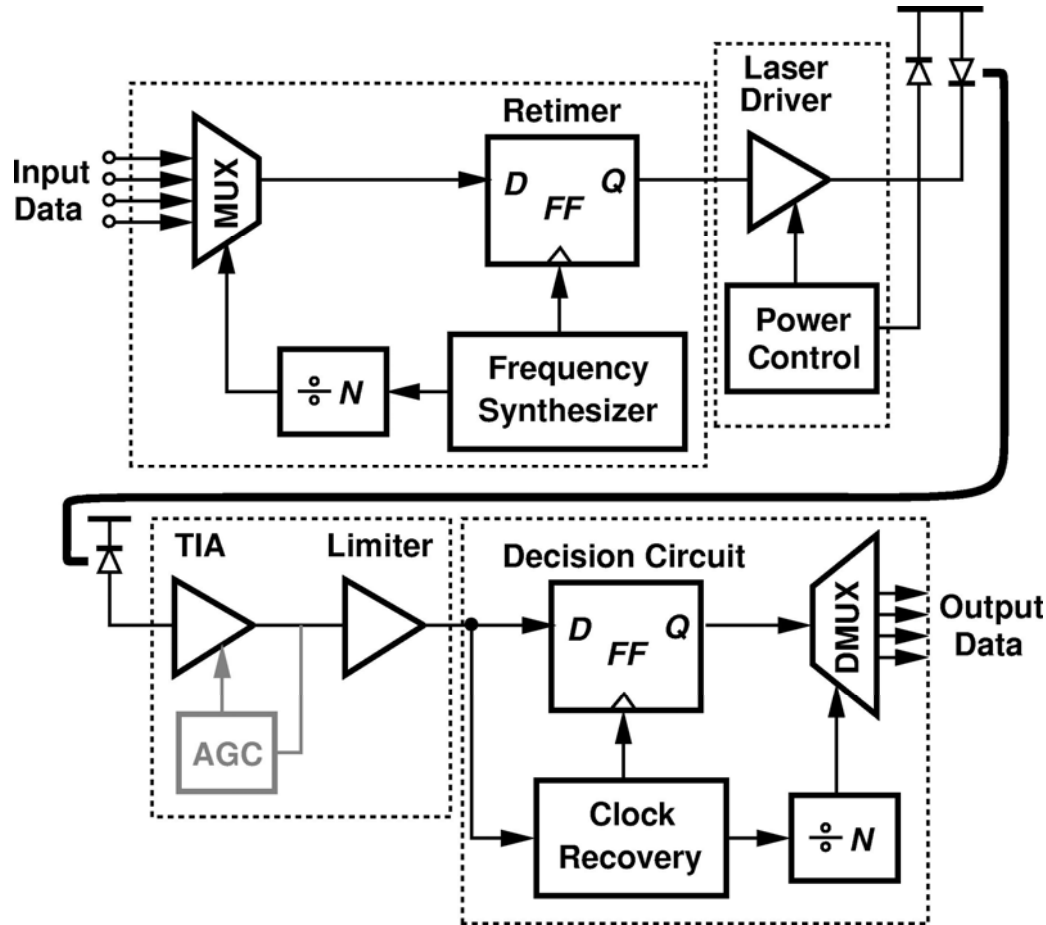 Laser
Driver
Retimer
Input
Data
MUX
D
Q
FF
Power
Control
÷ N
Frequency
Synthesizer
TIA
Limiter
Decision Circuit
D
Q
FF
DMUX
Output
Data
AGC
Clock
Recovery
÷ N